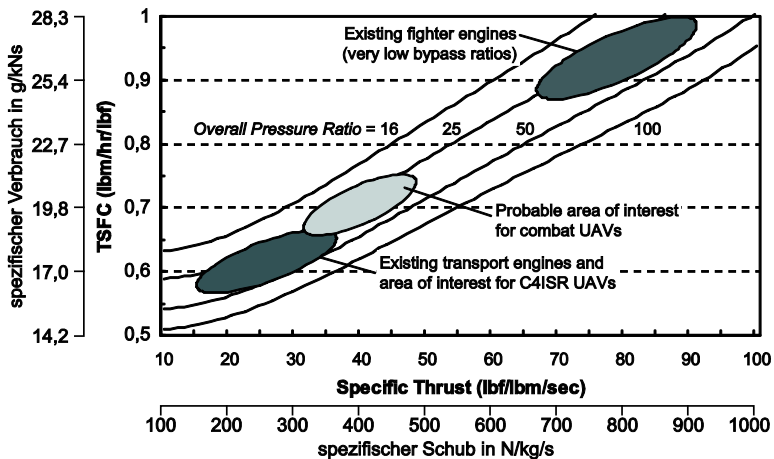 spezifischer Verbrauch in g/kNs
28,3
25,4
22,7
19,8
17,0
14,2
TSFC (lbm/hr/lbf)
1
0,9
0,8
0,7
0,6
0,5
Existing fighter engines
(very low bypass ratios)
Overall Pressure Ratio = 16 25 50 100
Probable area of interest
for combat UAVs
Existing transport engines and
area of interest for C4ISR UAVs
10 20 30 40 50 60 70 80 90 100
Specific Thrust (lbf/lbm/sec)
100 200 300 400 500 600 700 800 900 1000
spezifischer Schub in N/kg/s